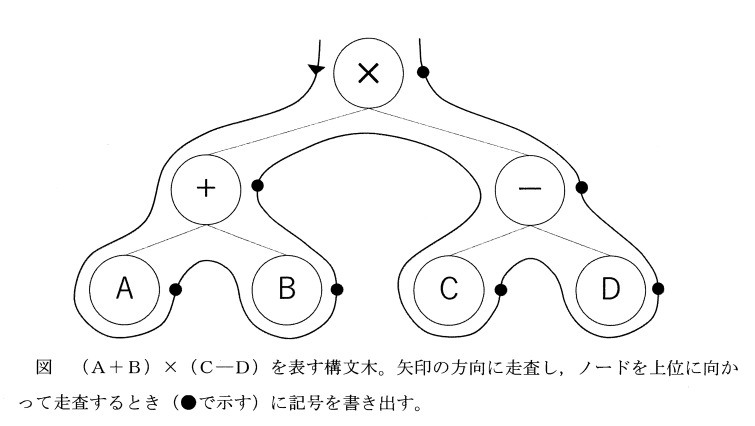 ×
+ −
A B C D
図 （A＋B）×（C―D）を表す構文木。矢印の方向に走査し，ノードを上位に向か
って走査するとき（●で示す）に記号を書き出す。